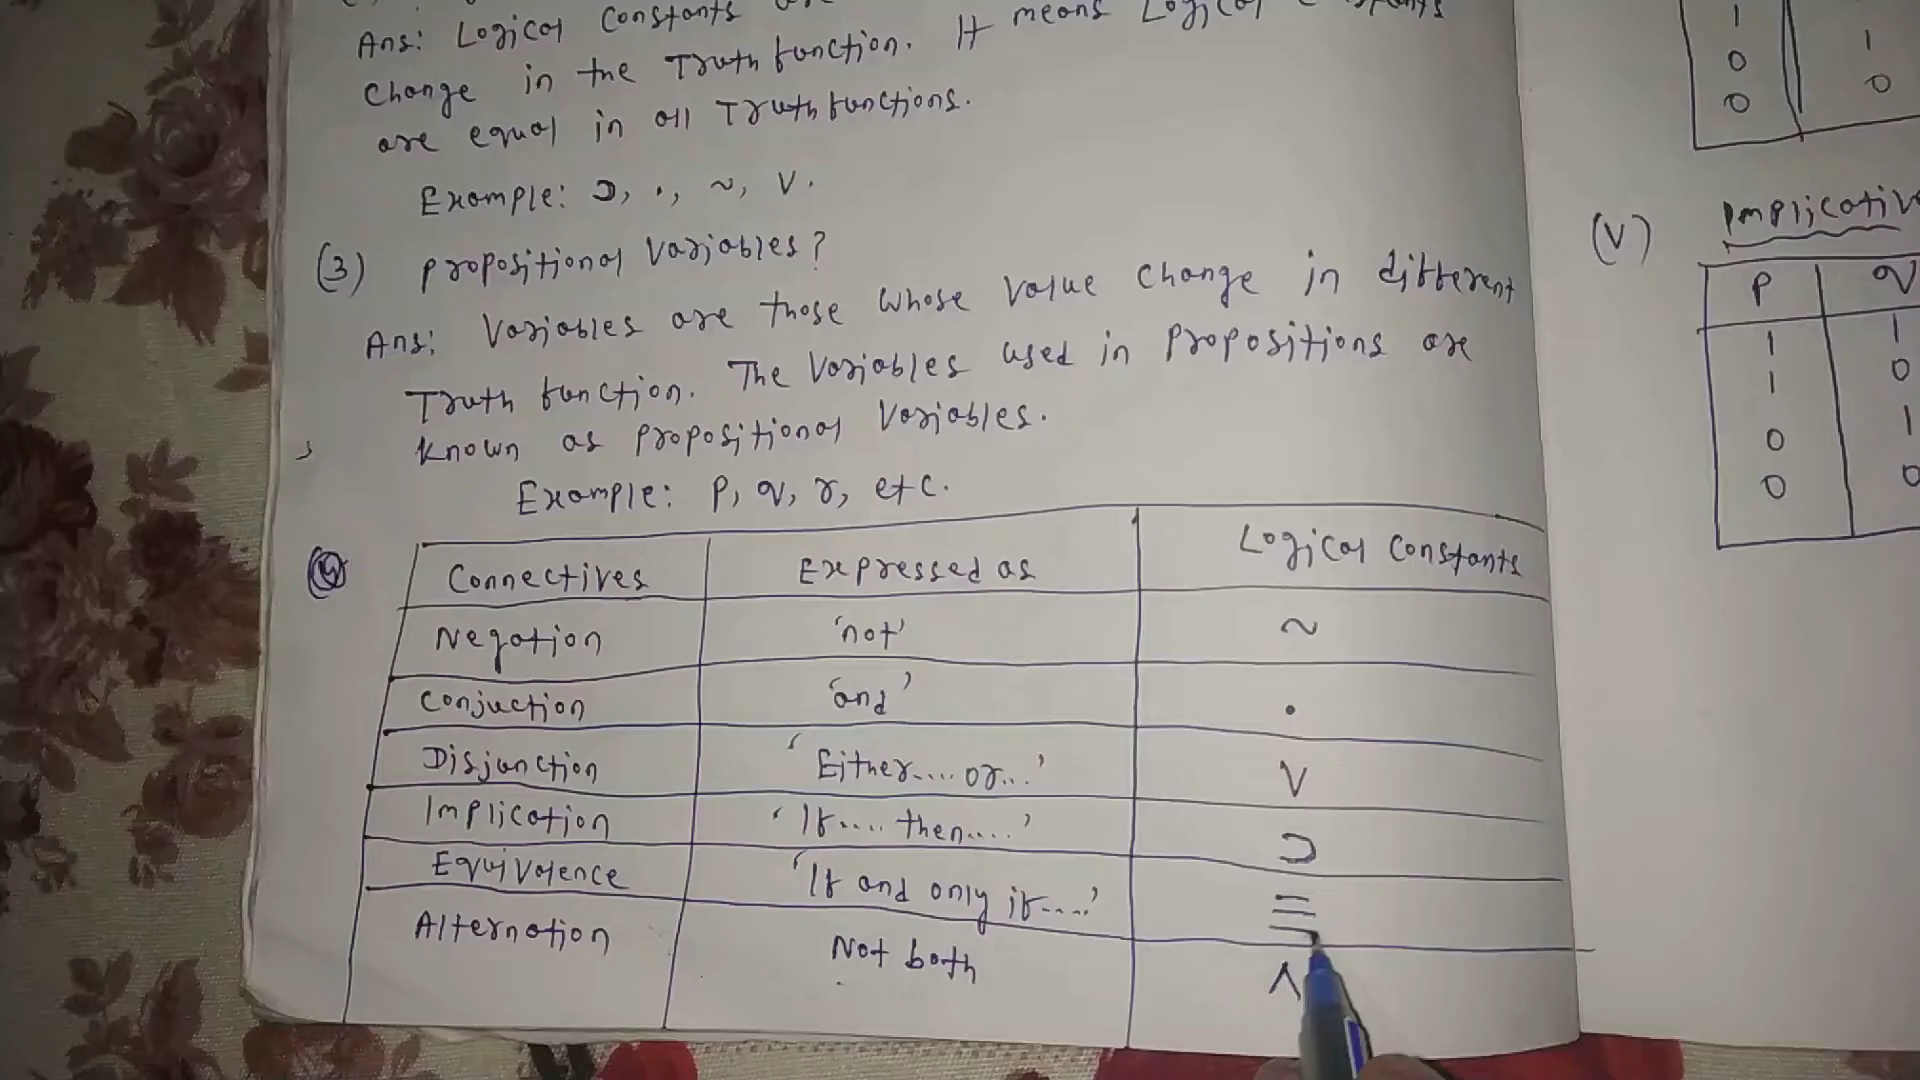 Ans: Logical Constants
Change in the Truth function. It means Logical
are equal in all Truth functions.
Example: ⊃, ·, ~, V.
(3) Propositional Variables?
Ans: Variables are those whose value change in different
Truth function. The Variables used in Propositions are
known as Propositional Variables.
Example: P, q, r, etc.
(4)
Connectives Expressed as Logical Constants
Negation 'not' ~
Conjuction 'and' ·
Disjunction 'Either.... or...' V
Implication 'If.... then....' ⊃
Equivalence 'If and only if....' ≡
Alternation Not both ∧
1
0 1
0 0
(V) Implicative
P q
1 1
1 0
0 1
0 0